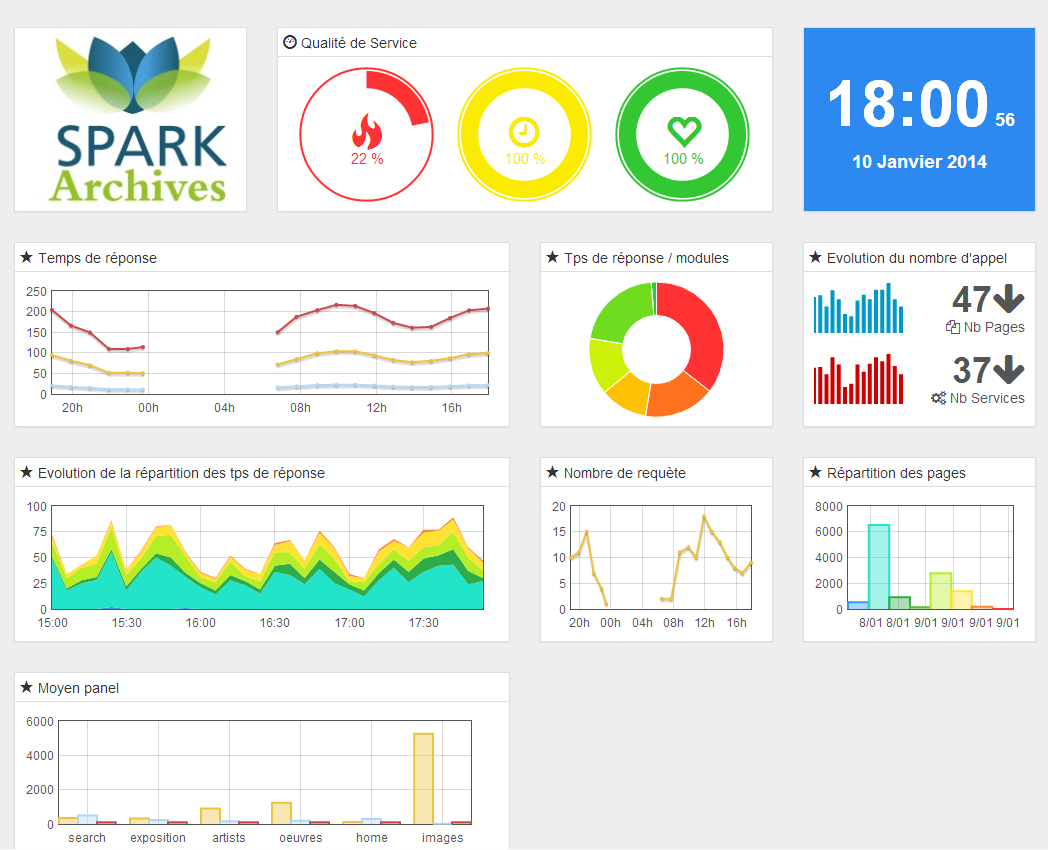 SPARK
Archives
Qualité de Service
22 %
100 %
100 %
18:00 56
10 Janvier 2014
Temps de réponse
250
200
150
100
50
0
20h 00h 04h 08h 12h 16h
Tps de réponse / modules
Evolution du nombre d'appel
47
Nb Pages
37
Nb Services
Evolution de la répartition des tps de réponse
100
75
50
25
0
15:00 15:30 16:00 16:30 17:00 17:30
Nombre de requète
20
15
10
5
0
20h 00h 04h 08h 12h 16h
Répartition des pages
8000
6000
4000
2000
0
8/01 8/01 9/01 9/01 9/01 9/01
Moyen panel
6000
4000
2000
0
search exposition artists oeuvres home images